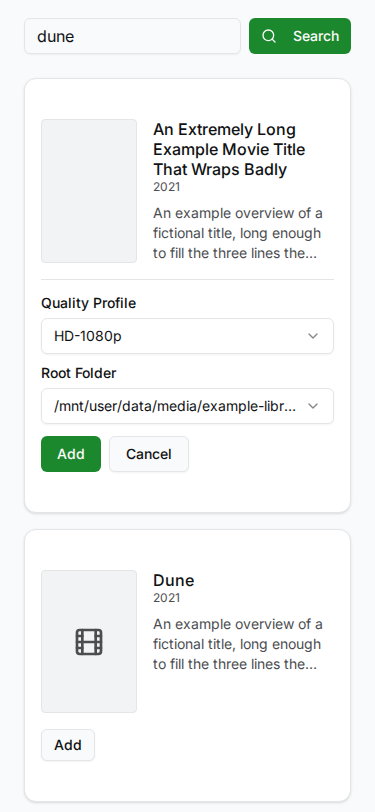 dune
Search
An Extremely Long
Example Movie Title
That Wraps Badly
2021
An example overview of a
fictional title, long enough
to fill the three lines the...
Quality Profile
HD-1080p
Root Folder
/mnt/user/data/media/example-libr...
Add
Cancel
Dune
2021
An example overview of a
fictional title, long enough
to fill the three lines the...
Add